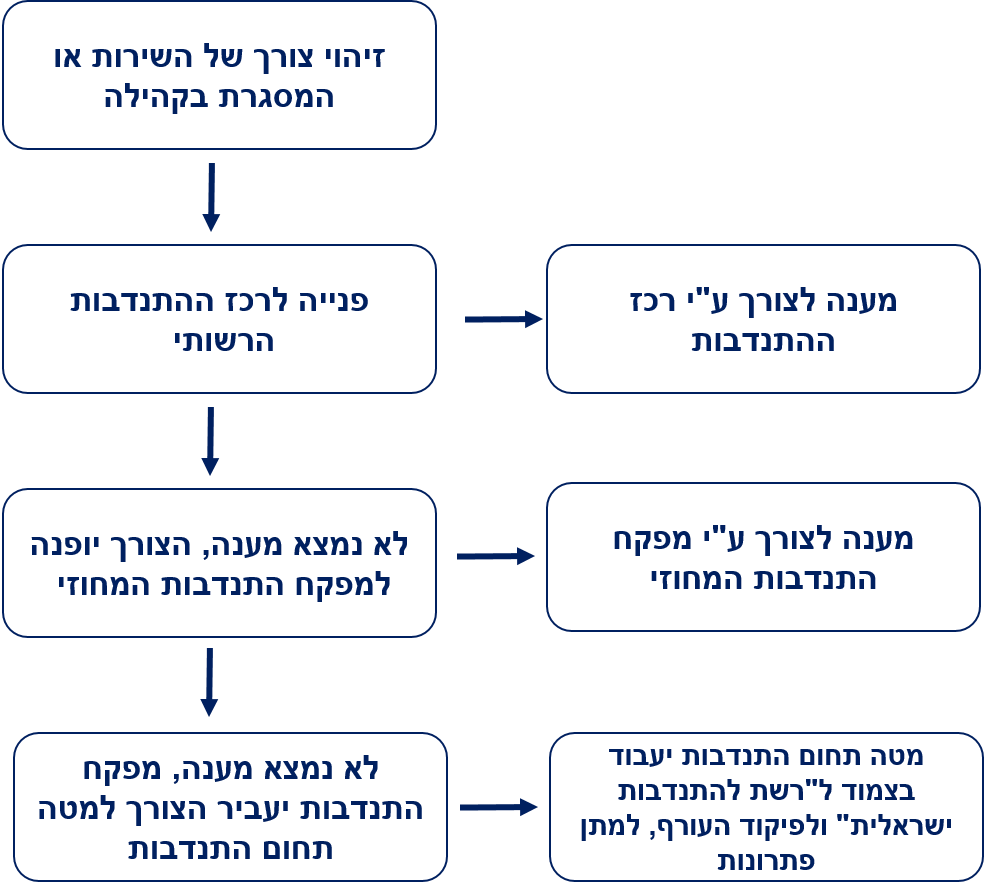 זיהוי צורך של השירות או
המסגרת בקהילה
פנייה לרכז ההתנדבות
הרשותי
מענה לצורך ע"י רכז
ההתנדבות
לא נמצא מענה, הצורך יופנה
למפקח התנדבות המחוזי
מענה לצורך ע"י מפקח
התנדבות המחוזי
לא נמצא מענה, מפקח
התנדבות יעביר הצורך למטה
תחום התנדבות
מטה תחום התנדבות יעבוד
בצמוד ל"רשת להתנדבות
ישראלית" ולפיקוד העורף, למתן
פתרונות